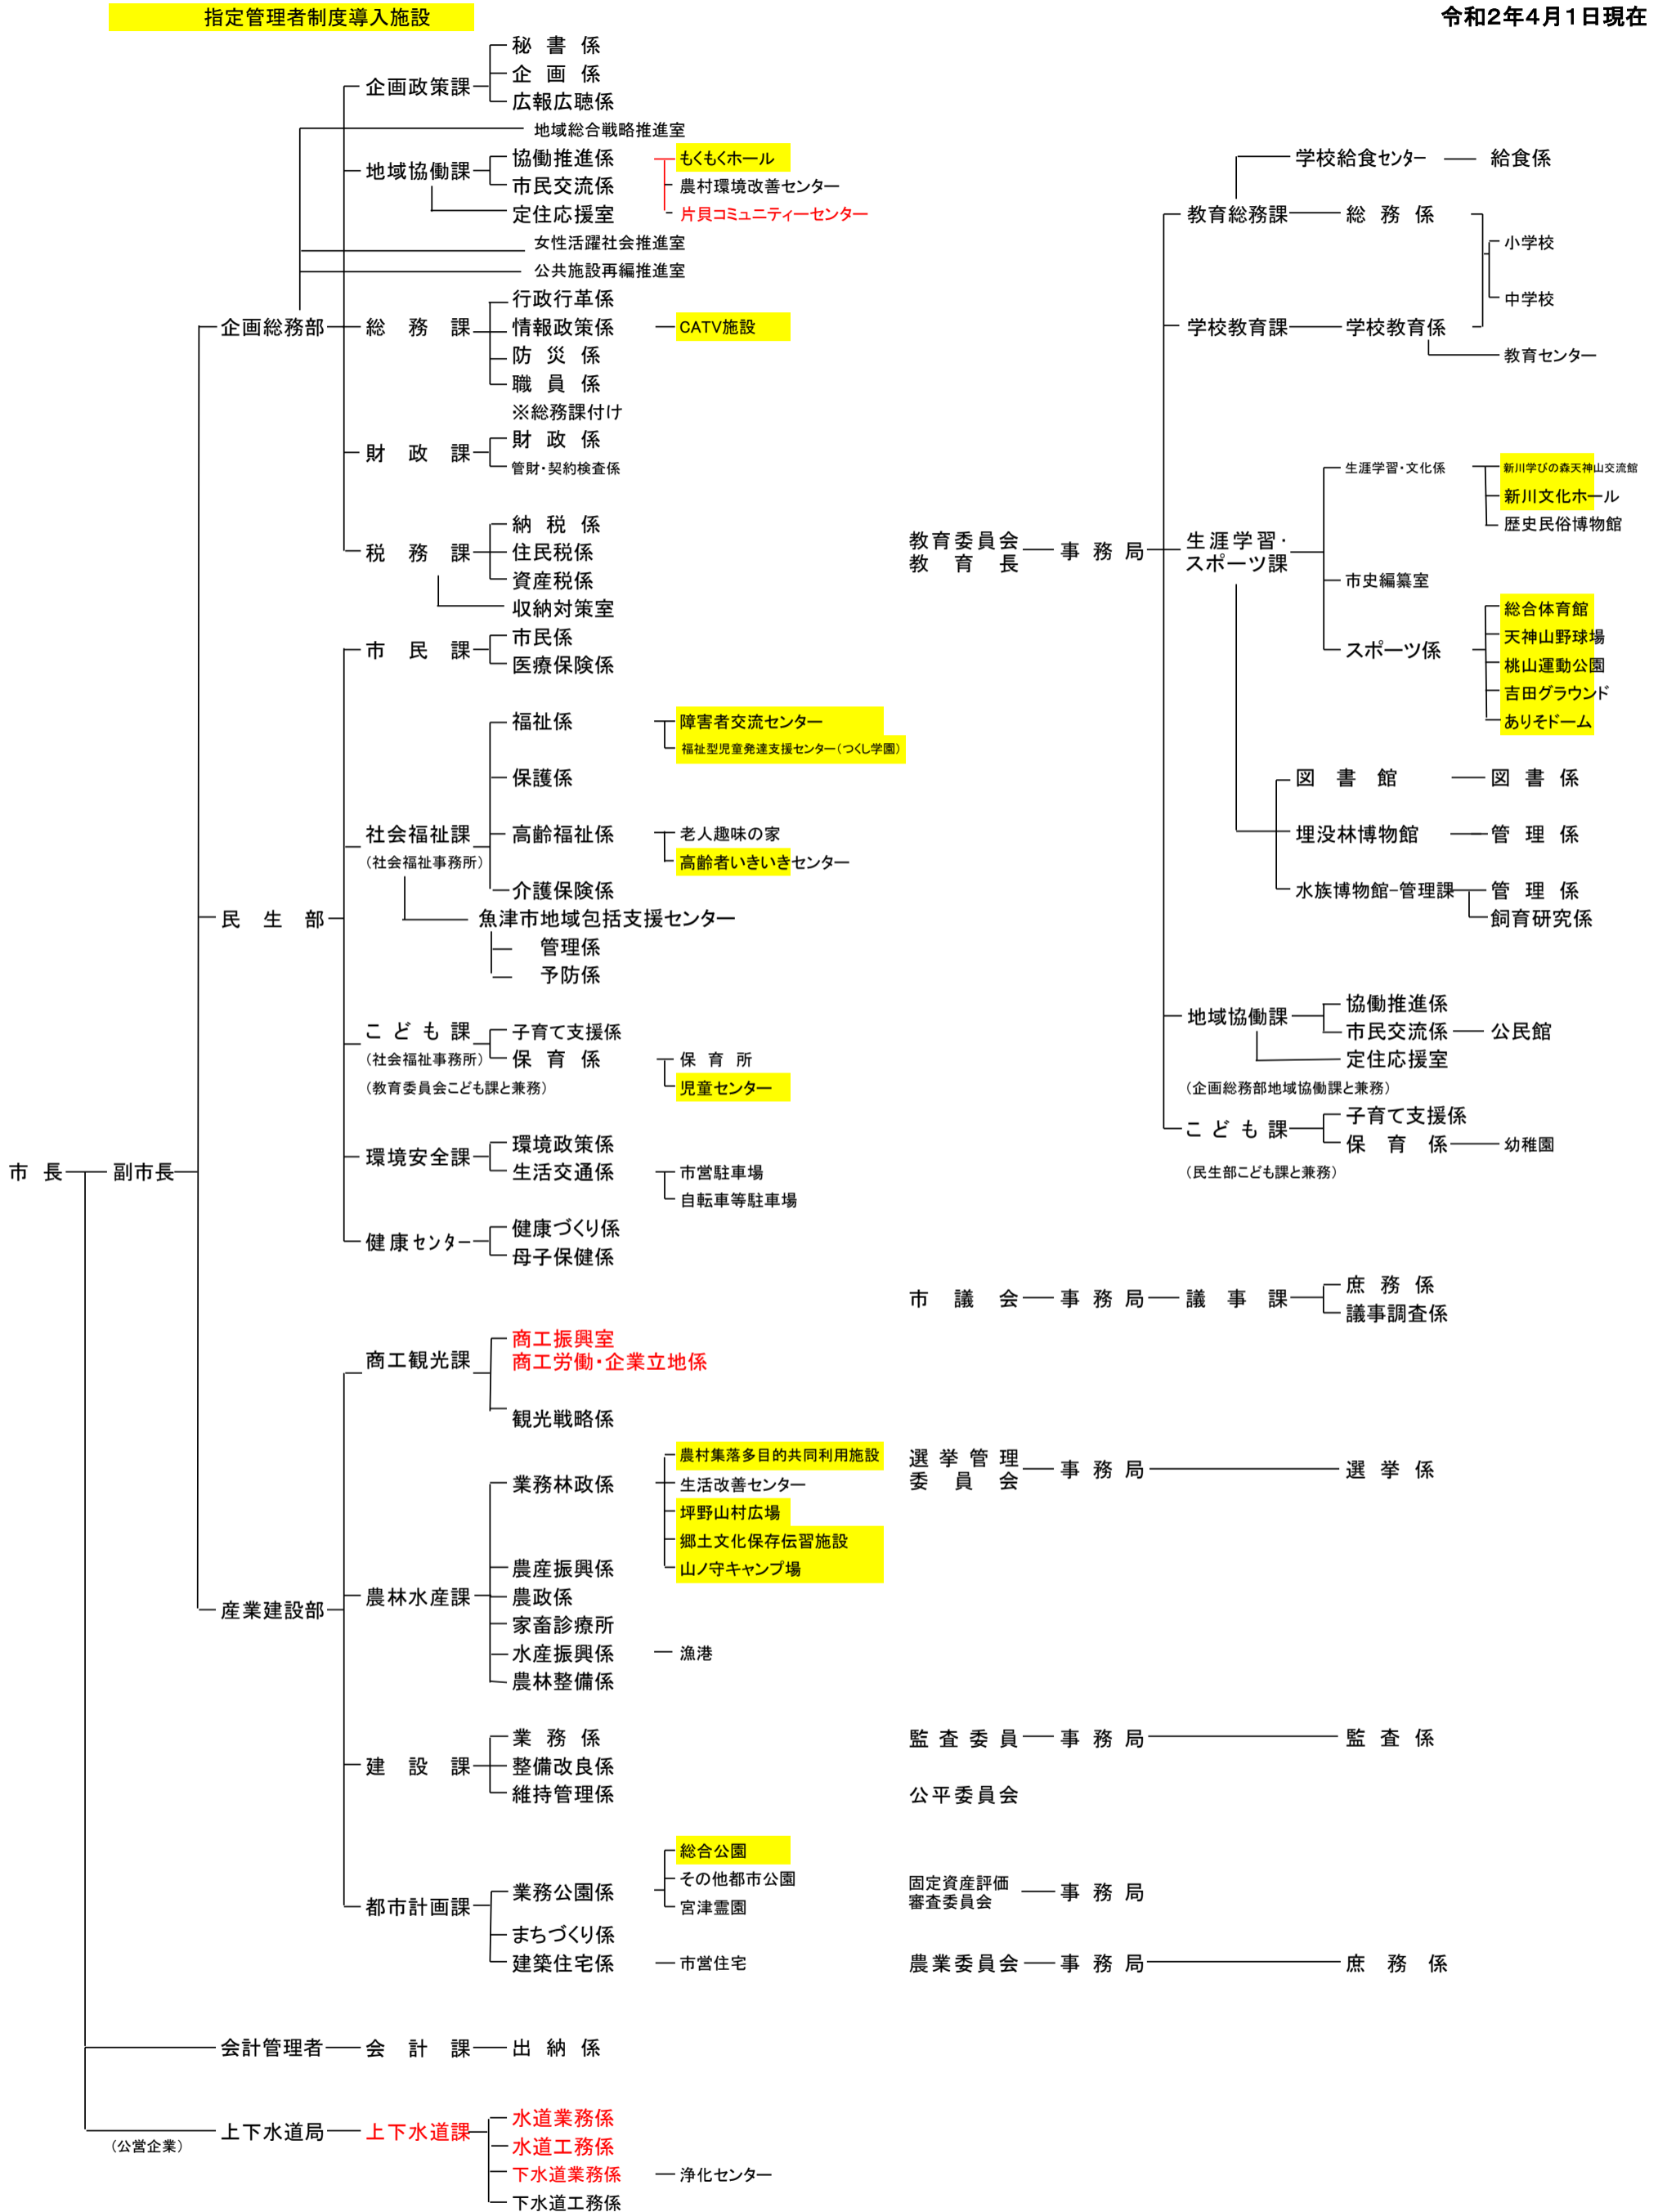 指定管理者制度導入施設
令和2年4月1日現在
秘書係
企画政策課
企画係
広報広聴係
地域総合戦略推進室
地域協働課
協働推進係
もくもくホール
市民交流係
農村環境改善センター
定住応援室
片貝コミュニティーセンター
女性活躍社会推進室
公共施設再編推進室
行政行革係
企画総務部
総務課
情報政策係
CATV施設
防災係
職員係
※総務課付け
財政課
財政係
管財・契約検査係
納税係
税務課
住民税係
資産税係
収納対策室
市民課
市民係
医療保険係
福祉係
障害者交流センター
福祉型児童発達支援センター（つくし学園）
保護係
社会福祉課
高齢福祉係
老人趣味の家
（社会福祉事務所）
高齢者いきいきセンター
介護保険係
民生部
魚津市地域包括支援センター
管理係
予防係
こども課
子育て支援係
（社会福祉事務所）
保育係
保育所
（教育委員会こども課と兼務）
児童センター
環境安全課
環境政策係
市長
副市長
生活交通係
市営駐車場
自転車等駐車場
健康センター
健康づくり係
母子保健係
商工観光課
商工振興室
商工労働・企業立地係
観光戦略係
農村集落多目的共同利用施設
業務林政係
生活改善センター
坪野山村広場
郷土文化保存伝習施設
農産振興係
山ノ守キャンプ場
産業建設部
農林水産課
農政係
家畜診療所
水産振興係
漁港
農林整備係
業務係
建設課
整備改良係
維持管理係
総合公園
その他都市公園
都市計画課
業務公園係
宮津霊園
まちづくり係
建築住宅係
市営住宅
会計管理者
会計課
出納係
上下水道局
（公営企業）
上下水道課
水道業務係
水道工務係
下水道業務係
浄化センター
下水道工務係
学校給食センター
給食係
教育総務課
総務係
小学校
中学校
学校教育課
学校教育係
教育センター
生涯学習・文化係
新川学びの森天神山交流館
新川文化ホール
歴史民俗博物館
教育委員会
教育長
事務局
生涯学習・
スポーツ課
市史編纂室
スポーツ係
総合体育館
天神山野球場
桃山運動公園
吉田グラウンド
ありそドーム
図書館
図書係
埋没林博物館
管理係
水族博物館-管理課
管理係
飼育研究係
地域協働課
協働推進係
市民交流係
公民館
定住応援室
（企画総務部地域協働課と兼務）
こども課
子育て支援係
保育係
幼稚園
（民生部こども課と兼務）
市議会
事務局
議事課
庶務係
議事調査係
選挙管理
委員会
事務局
選挙係
監査委員
事務局
監査係
公平委員会
固定資産評価
審査委員会
事務局
農業委員会
事務局
庶務係